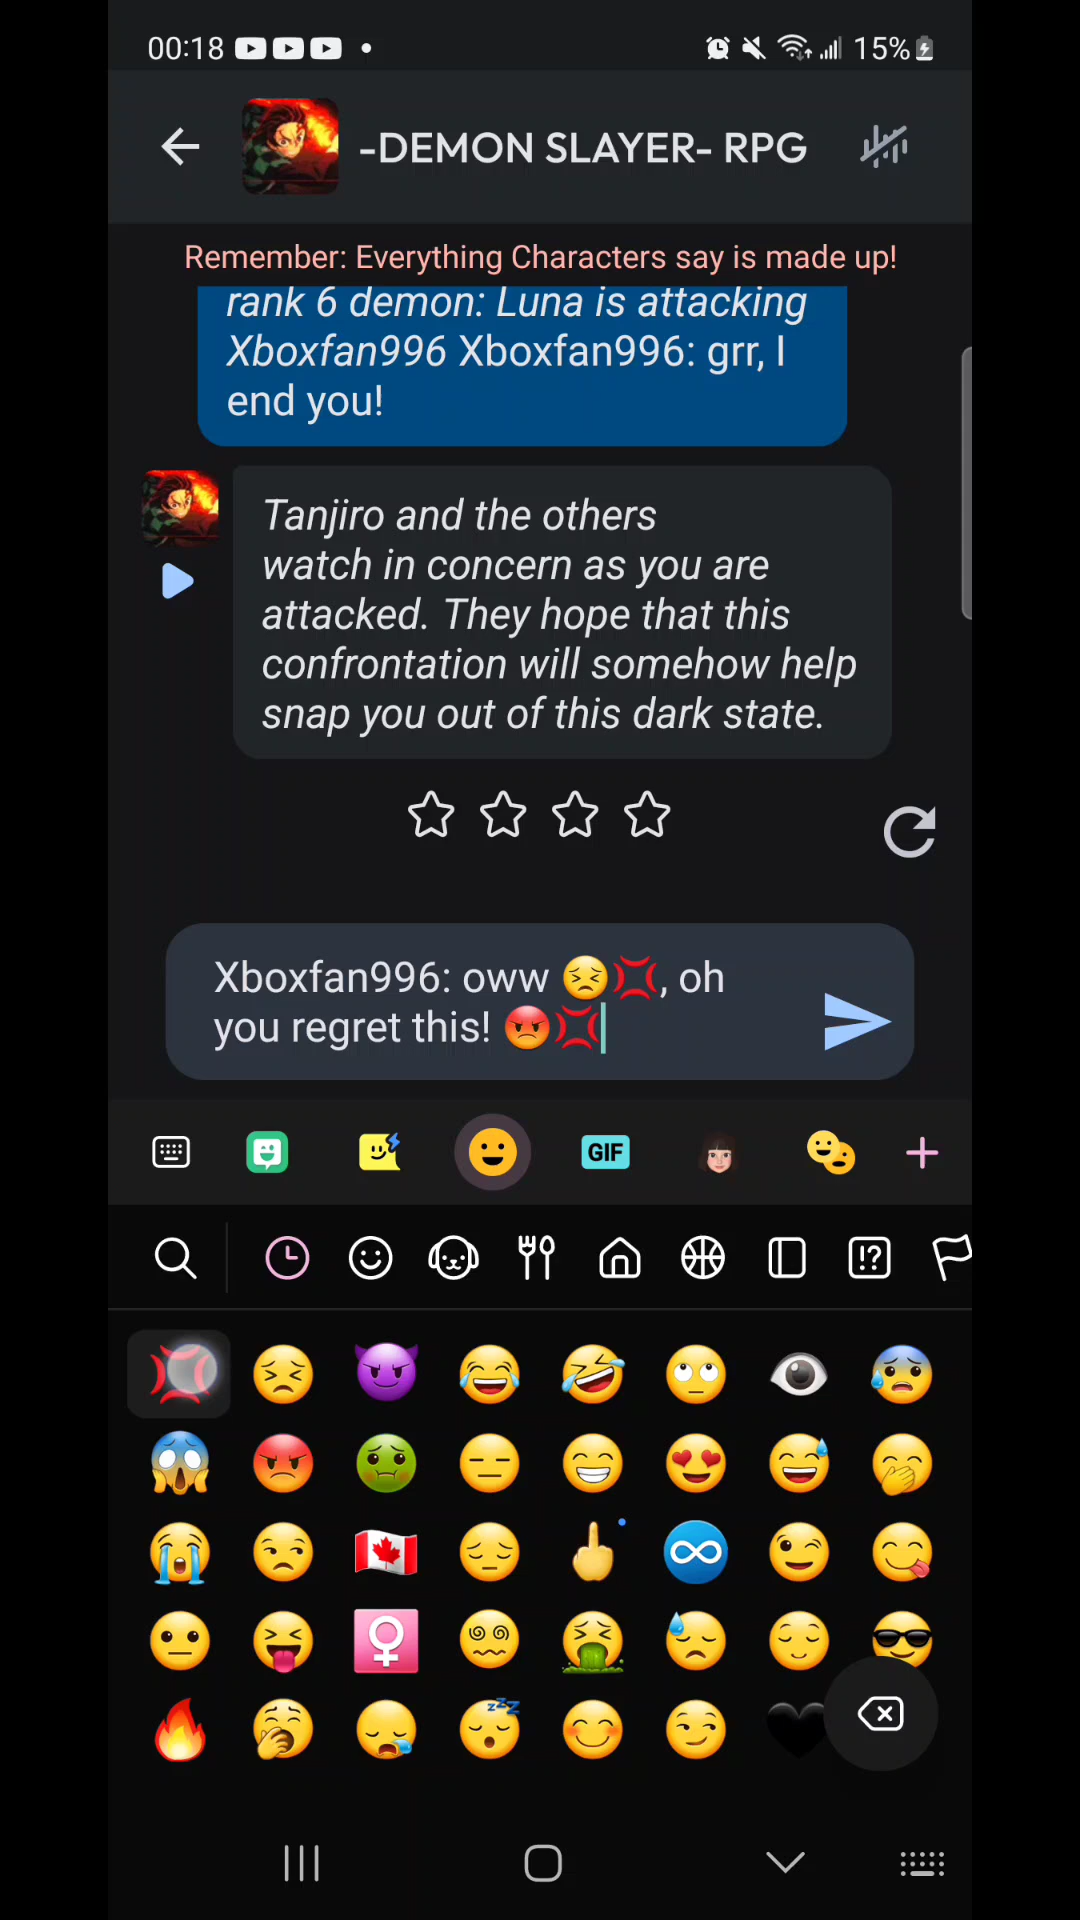 00:18
15%
-DEMON SLAYER- RPG
Remember: Everything Characters say is made up!
rank 6 demon: Luna is attacking
Xboxfan996 Xboxfan996: grr, I
end you!
Tanjiro and the others
watch in concern as you are
attacked. They hope that this
confrontation will somehow help
snap you out of this dark state.
Xboxfan996: oww 😣💢, oh
you regret this! 😡💢
GIF
!?